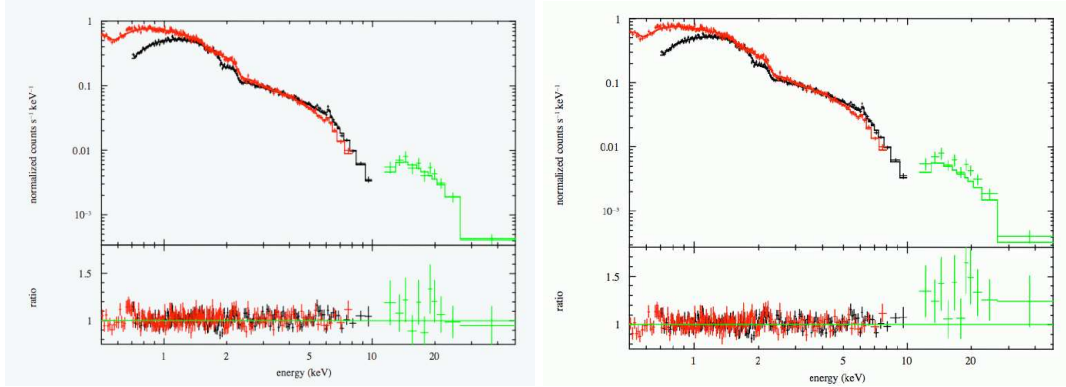 1
0.1
0.01
10⁻³
normalized counts s⁻¹ keV⁻¹
1.5
1
ratio
1 2 5 10 20
energy (keV)
1
0.1
0.01
10⁻³
normalized counts s⁻¹ keV⁻¹
1.5
1
ratio
1 2 5 10 20
energy (keV)